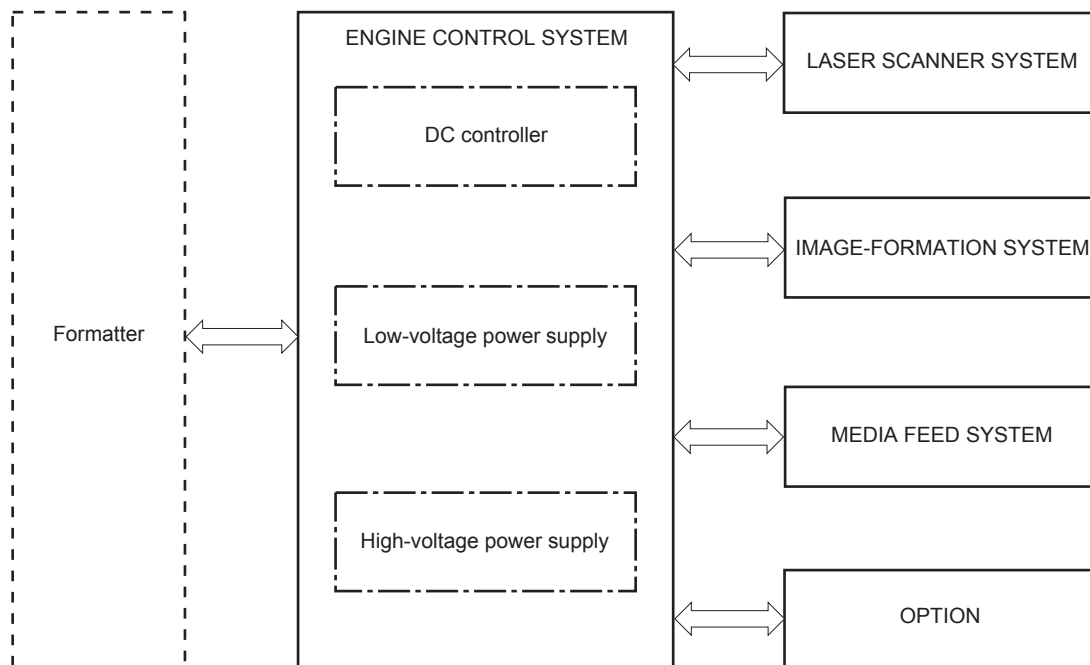 Formatter
ENGINE CONTROL SYSTEM
DC controller
Low-voltage power supply
High-voltage power supply
LASER SCANNER SYSTEM
IMAGE-FORMATION SYSTEM
MEDIA FEED SYSTEM
OPTION